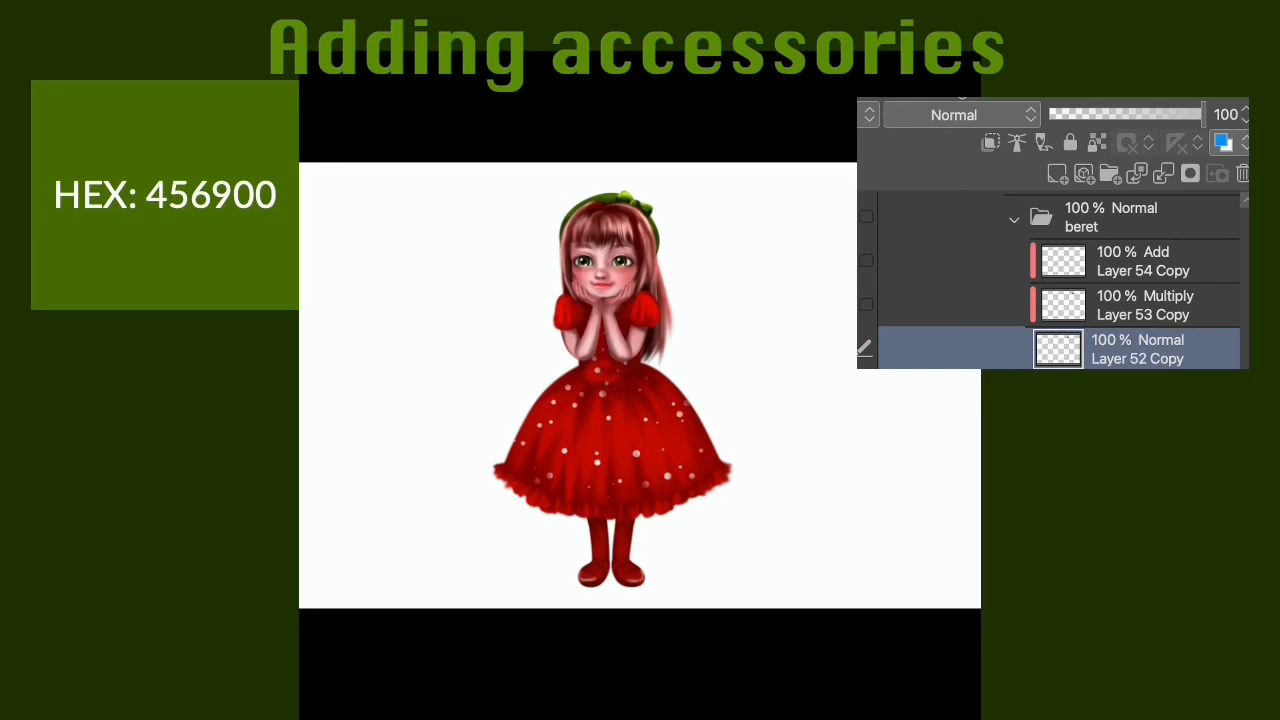 Adding accessories
HEX: 456900
Normal
100
100 % Normal
beret
100 % Add
Layer 54 Copy
100 % Multiply
Layer 53 Copy
100 % Normal
Layer 52 Copy